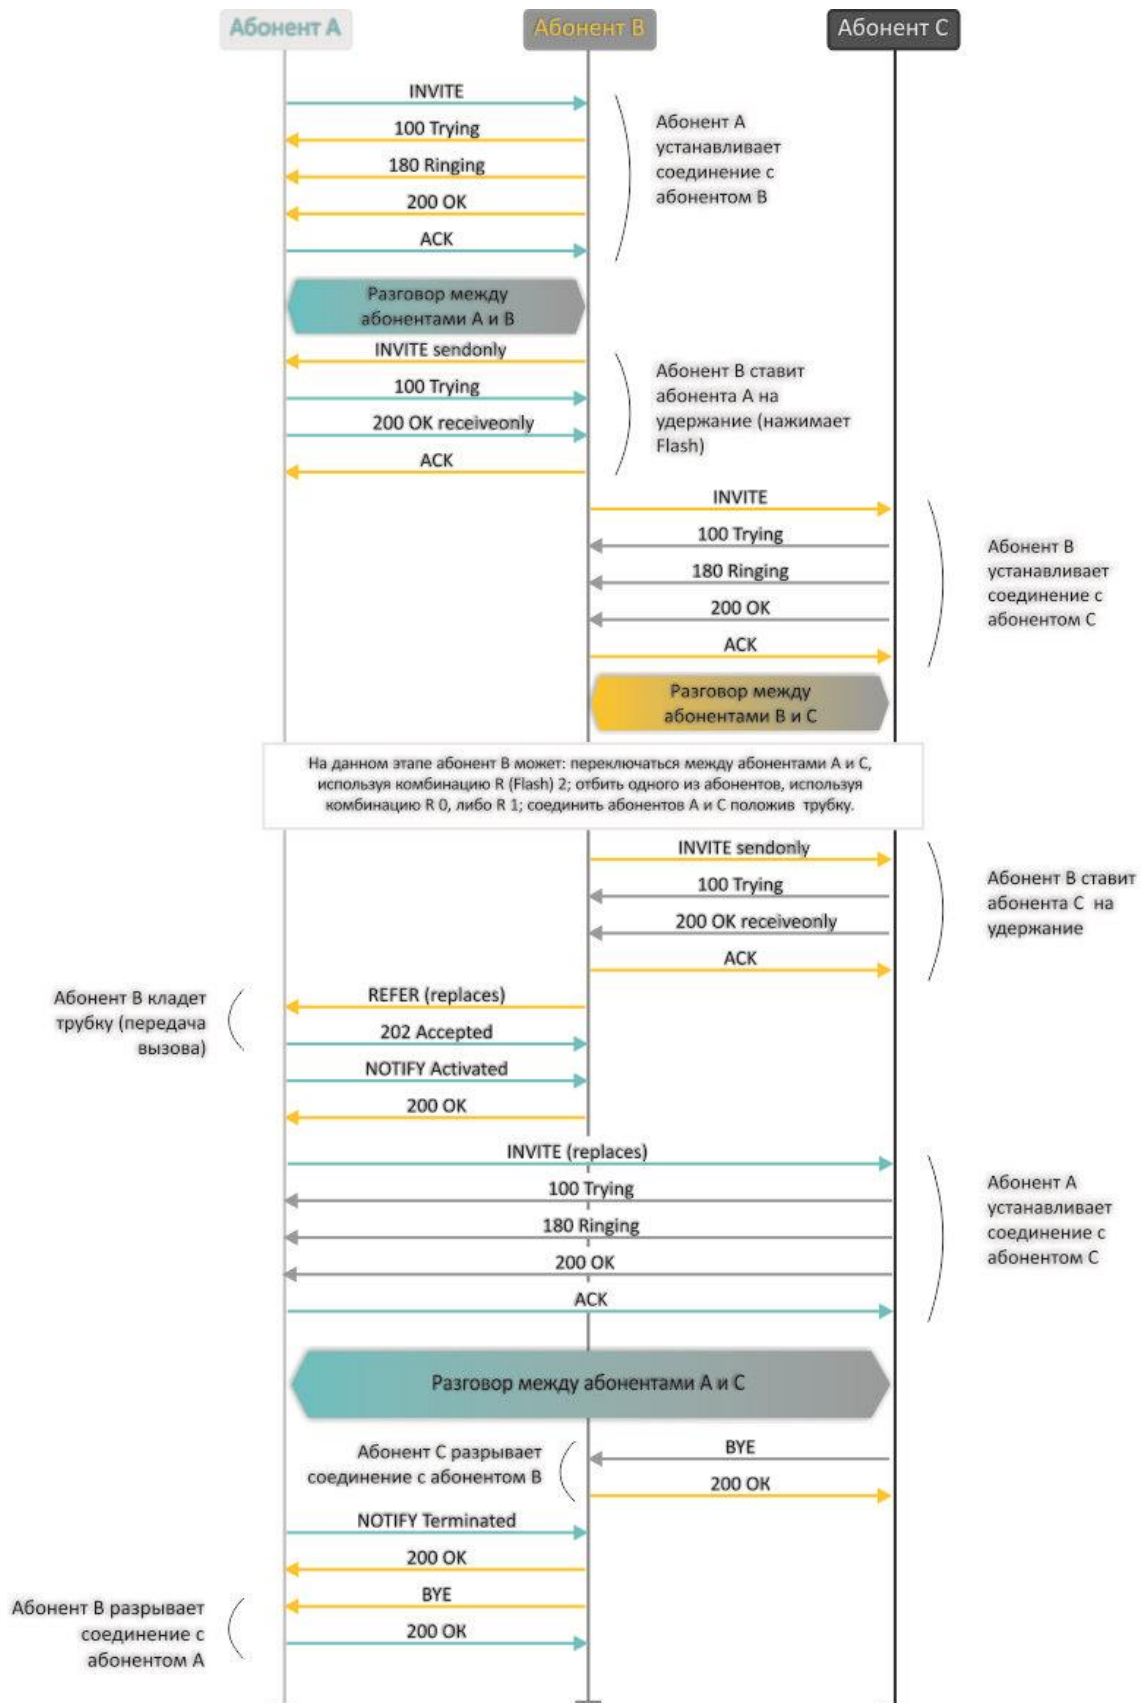 Абонент А
Абонент В
Абонент С
INVITE
100 Trying
180 Ringing
200 OK
ACK
Абонент А
устанавливает
соединение с
абонентом В
Разговор между
абонентами А и В
INVITE sendonly
100 Trying
200 OK receiveonly
ACK
Абонент В ставит
абонента А на
удержание (нажимает
Flash)
INVITE
100 Trying
180 Ringing
200 OK
ACK
Абонент В
устанавливает
соединение с
абонентом С
Разговор между
абонентами В и С
На данном этапе абонент В может: переключаться между абонентами А и С,
используя комбинацию R (Flash) 2; отбить одного из абонентов, используя
комбинацию R 0, либо R 1; соединить абонентов А и С положив трубку.
INVITE sendonly
100 Trying
200 OK receiveonly
ACK
Абонент В ставит
абонента С на
удержание
Абонент В кладет
трубку (передача
вызова)
REFER (replaces)
202 Accepted
NOTIFY Activated
200 OK
INVITE (replaces)
100 Trying
180 Ringing
200 OK
ACK
Абонент А
устанавливает
соединение с
абонентом С
Разговор между абонентами А и С
Абонент С разрывает
соединение с абонентом В
BYE
200 OK
NOTIFY Terminated
200 OK
BYE
200 OK
Абонент В разрывает
соединение с
абонентом А